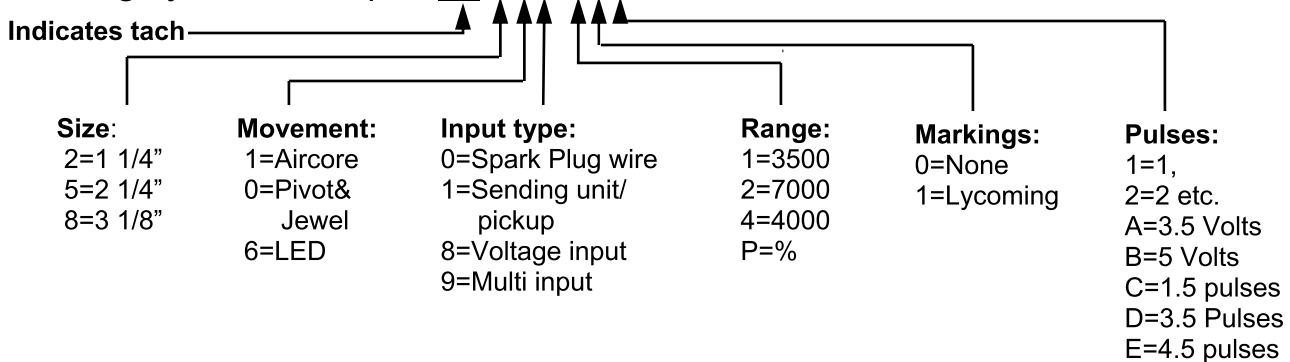 Indicates tach
Size:
2=1 1/4”
5=2 1/4”
8=3 1/8”
Movement:
1=Aircore
0=Pivot&
Jewel
6=LED
Input type:
0=Spark Plug wire
1=Sending unit/
pickup
8=Voltage input
9=Multi input
Range:
1=3500
2=7000
4=4000
P=%
Markings:
0=None
1=Lycoming
Pulses:
1=1,
2=2 etc.
A=3.5 Volts
B=5 Volts
C=1.5 pulses
D=3.5 Pulses
E=4.5 pulses